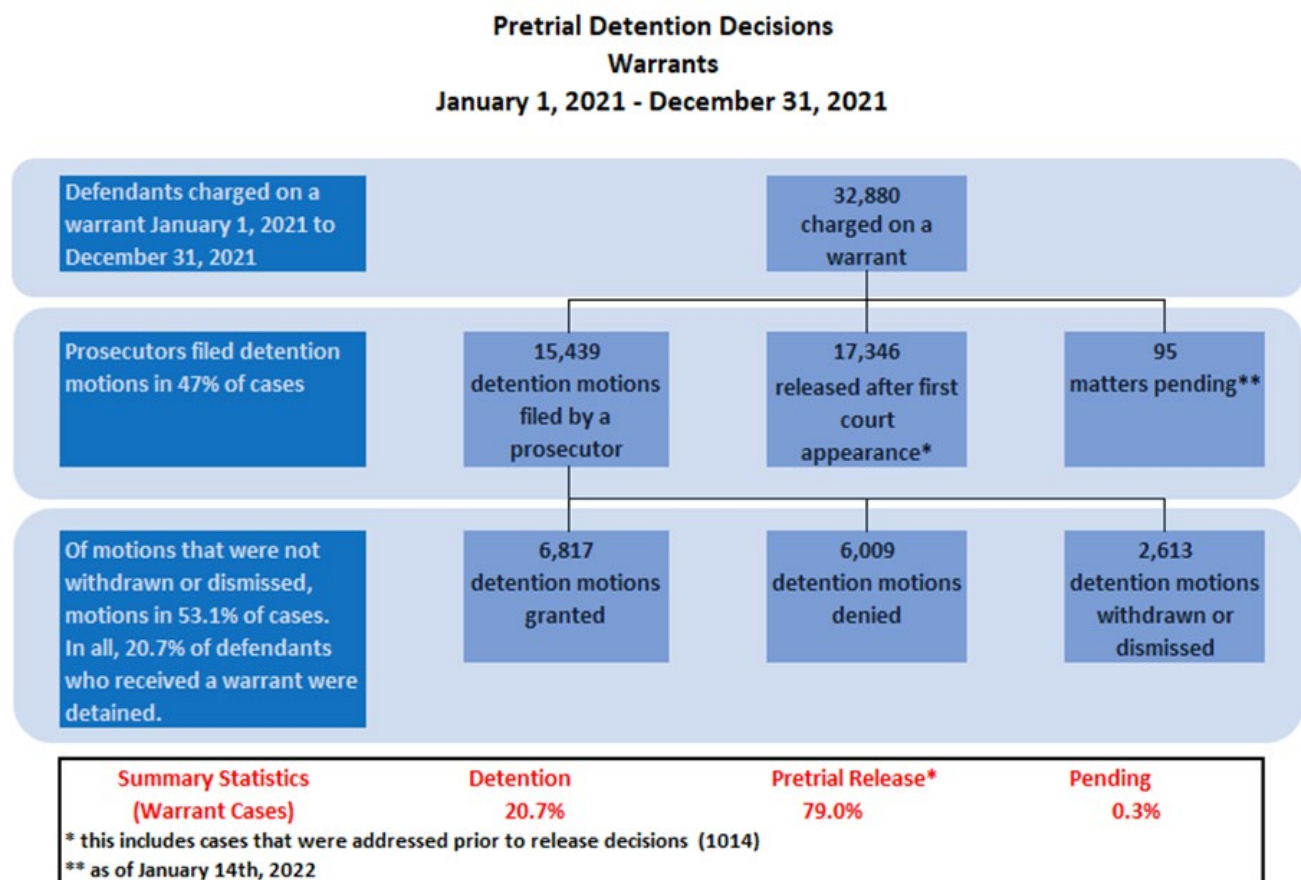 Pretrial Detention Decisions
Warrants
January 1, 2021 - December 31, 2021
Defendants charged on a
warrant January 1, 2021 to
December 31, 2021
32,880
charged on a
warrant
Prosecutors filed detention
motions in 47% of cases
15,439
detention motions
filed by a
prosecutor
17,346
released after first
court
appearance*
95
matters pending**
Of motions that were not
withdrawn or dismissed,
motions in 53.1% of cases.
In all, 20.7% of defendants
who received a warrant were
detained.
6,817
detention motions
granted
6,009
detention motions
denied
2,613
detention motions
withdrawn or
dismissed
Summary Statistics
(Warrant Cases)
Detention
20.7%
Pretrial Release*
79.0%
Pending
0.3%
* this includes cases that were addressed prior to release decisions (1014)
** as of January 14th, 2022